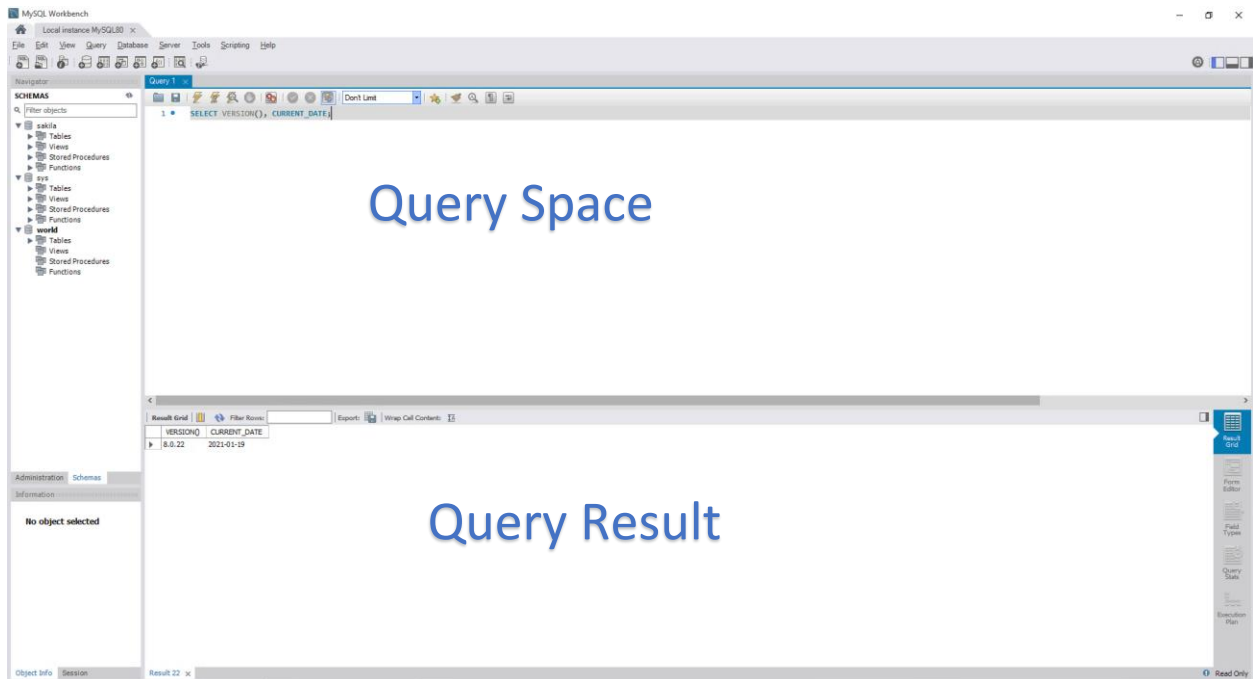 MySQL Workbench
Local instance MySQL80 ×
File Edit View Query Database Server Tools Scripting Help
Navigator
SCHEMAS
Filter objects
sakila
Tables
Views
Stored Procedures
Functions
sys
Tables
Views
Stored Procedures
Functions
world
Tables
Views
Stored Procedures
Functions
Administration Schemas
Information
No object selected
Object Info Session
Query 1 ×
Don't Limit
1 SELECT VERSION(), CURRENT_DATE;
Query Space
Result Grid Filter Rows: Export: Wrap Cell Content:
VERSION() CURRENT_DATE
8.0.22 2021-01-19
Query Result
Result
Grid
Form
Editor
Field
Types
Query
Stats
Execution
Plan
Result 22 ×
Read Only